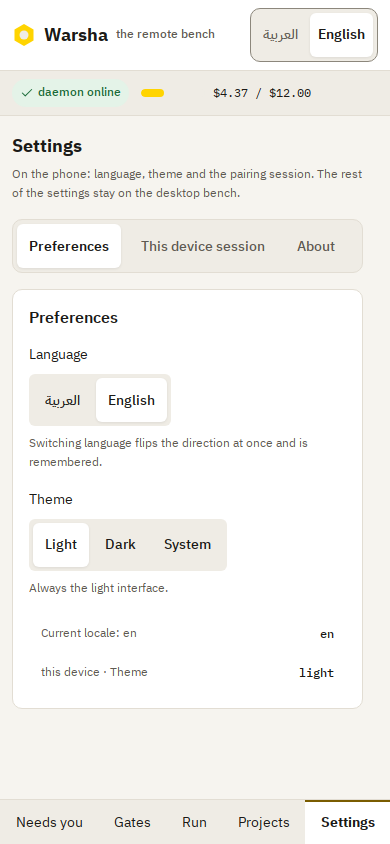 Warsha the remote bench العربية English
daemon online $4.37 / $12.00
Settings
On the phone: language, theme and the pairing session. The rest
of the settings stay on the desktop bench.
Preferences This device session About
Preferences
Language
العربية English
Switching language flips the direction at once and is
remembered.
Theme
Light Dark System
Always the light interface.
Current locale: en en
this device · Theme light
Needs you Gates Run Projects Settings